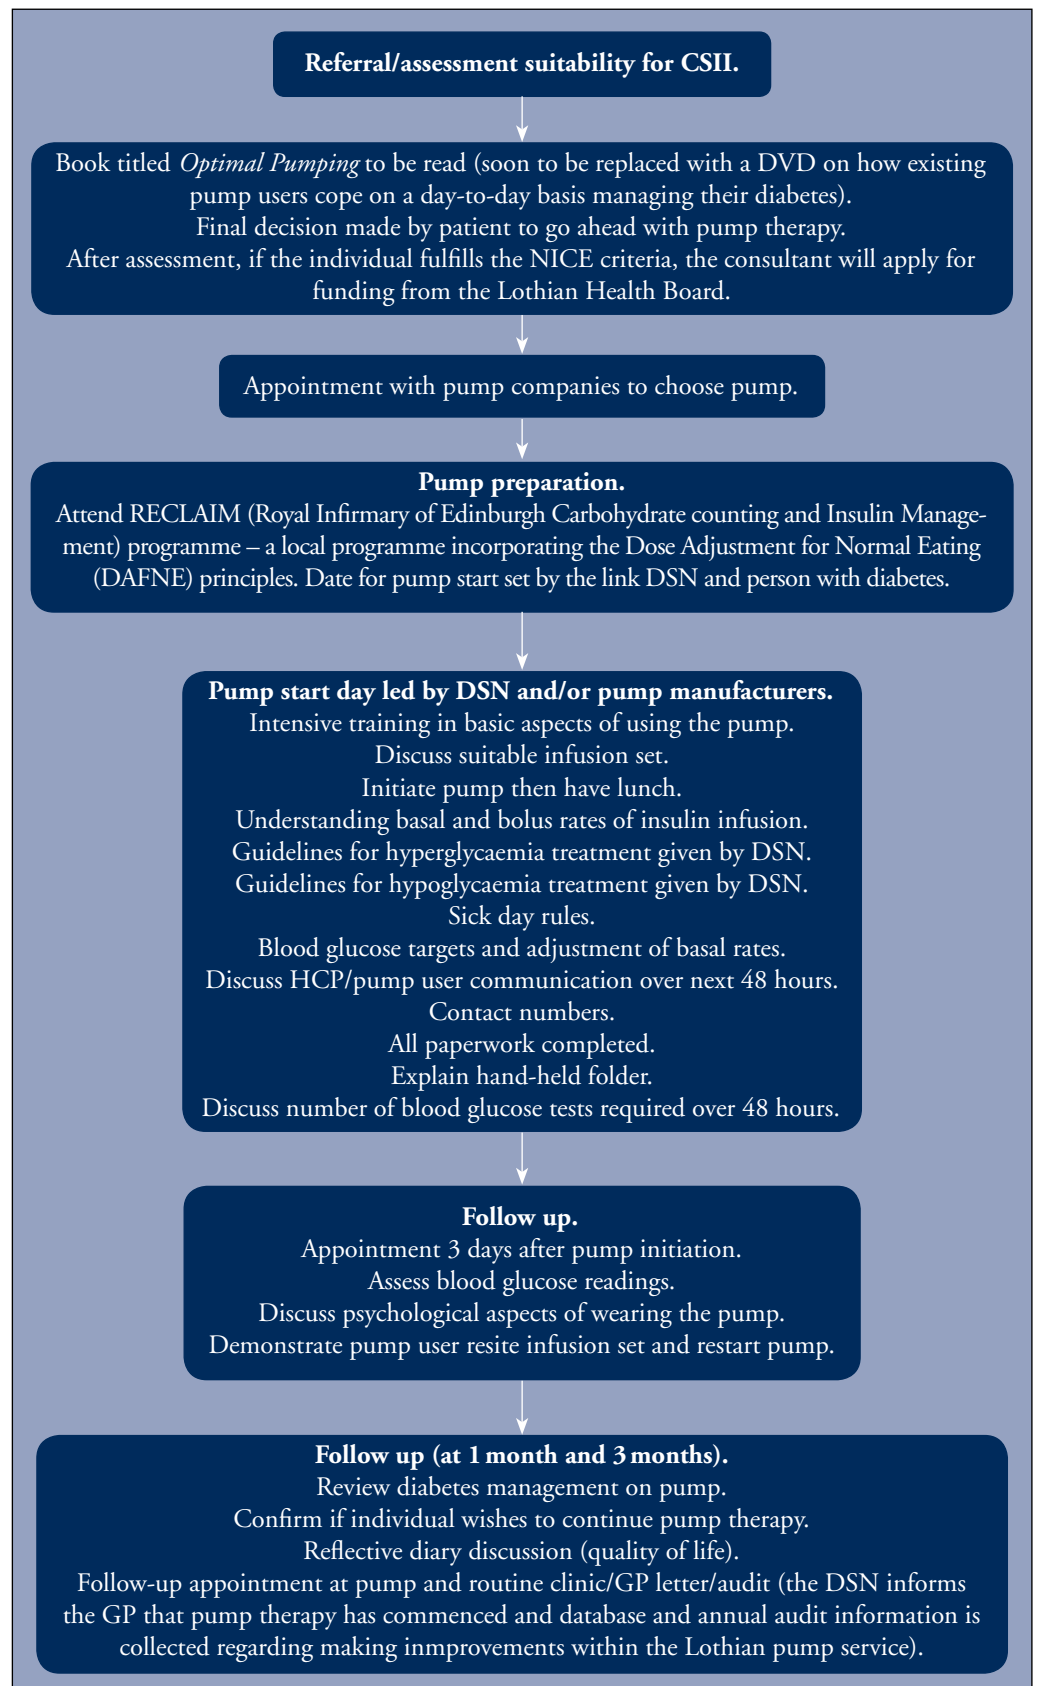 Referral/assessment suitability for CSII.
Book titled Optimal Pumping to be read (soon to be replaced with a DVD on how existing
pump users cope on a day-to-day basis managing their diabetes).
Final decision made by patient to go ahead with pump therapy.
After assessment, if the individual fulfills the NICE criteria, the consultant will apply for
funding from the Lothian Health Board.
Appointment with pump companies to choose pump.
Pump preparation.
Attend RECLAIM (Royal Infirmary of Edinburgh Carbohydrate counting and Insulin Manage-
ment) programme – a local programme incorporating the Dose Adjustment for Normal Eating
(DAFNE) principles. Date for pump start set by the link DSN and person with diabetes.
Pump start day led by DSN and/or pump manufacturers.
Intensive training in basic aspects of using the pump.
Discuss suitable infusion set.
Initiate pump then have lunch.
Understanding basal and bolus rates of insulin infusion.
Guidelines for hyperglycaemia treatment given by DSN.
Guidelines for hypoglycaemia treatment given by DSN.
Sick day rules.
Blood glucose targets and adjustment of basal rates.
Discuss HCP/pump user communication over next 48 hours.
Contact numbers.
All paperwork completed.
Explain hand-held folder.
Discuss number of blood glucose tests required over 48 hours.
Follow up.
Appointment 3 days after pump initiation.
Assess blood glucose readings.
Discuss psychological aspects of wearing the pump.
Demonstrate pump user resite infusion set and restart pump.
Follow up (at 1 month and 3 months).
Review diabetes management on pump.
Confirm if individual wishes to continue pump therapy.
Reflective diary discussion (quality of life).
Follow-up appointment at pump and routine clinic/GP letter/audit (the DSN informs
the GP that pump therapy has commenced and database and annual audit information is
collected regarding making inmprovements within the Lothian pump service).